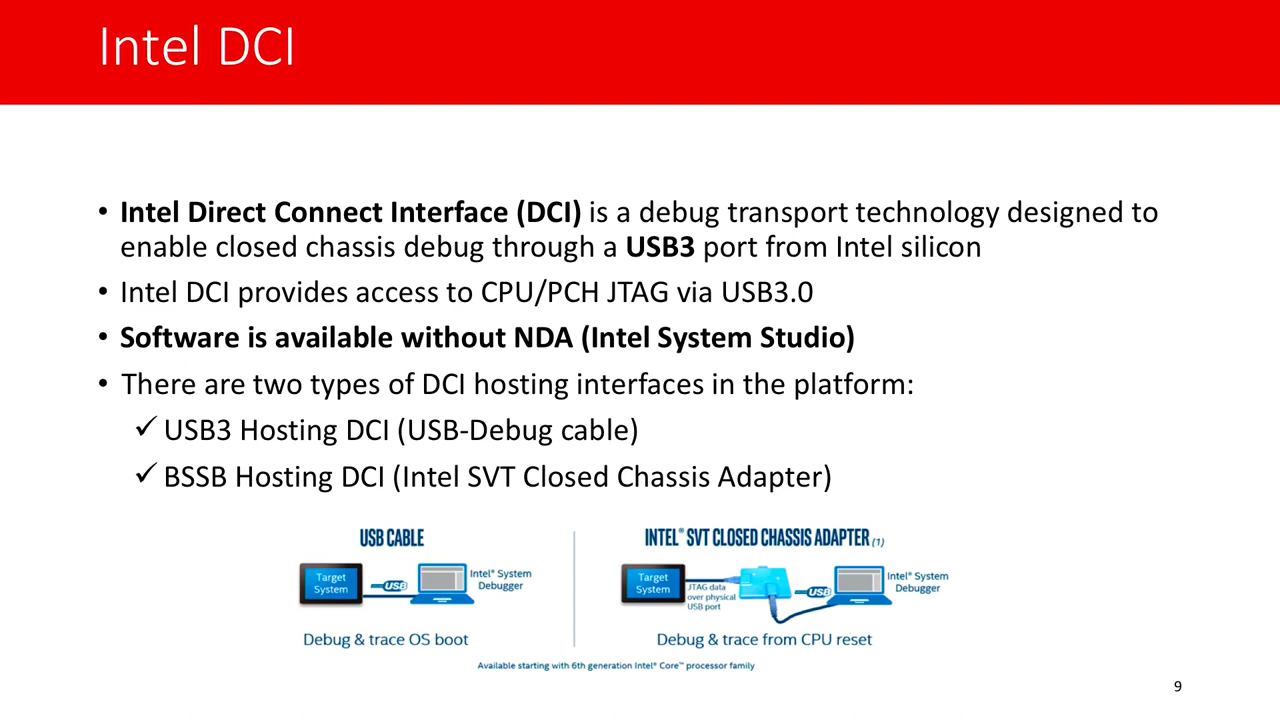 Intel DCI
• Intel Direct Connect Interface (DCI) is a debug transport technology designed to
enable closed chassis debug through a USB3 port from Intel silicon
• Intel DCI provides access to CPU/PCH JTAG via USB3.0
• Software is available without NDA (Intel System Studio)
• There are two types of DCI hosting interfaces in the platform:
✓ USB3 Hosting DCI (USB-Debug cable)
✓ BSSB Hosting DCI (Intel SVT Closed Chassis Adapter)
USB CABLE
Target
System
USB
Intel® System
Debugger
Debug & trace OS boot
INTEL® SVT CLOSED CHASSIS ADAPTER (1)
Target
System
JTAG data
over physical
USB port
USB
Intel® System
Debugger
Debug & trace from CPU reset
Available starting with 6th generation Intel® Core™ processor family
9